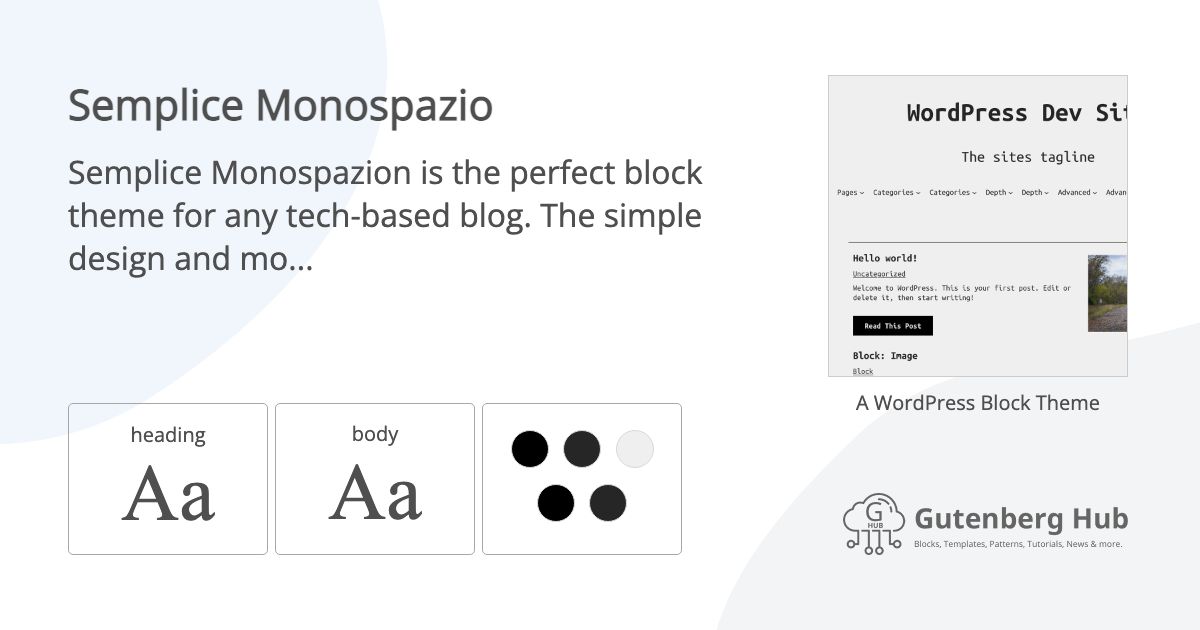 Semplice Monospazio
Semplice Monospazion is the perfect block
theme for any tech-based blog. The simple
design and mo...
heading
Aa
body
Aa
WordPress Dev Sit
The sites tagline
Pages Categories Categories Depth Depth Advanced Advan
Hello world!
Uncategorized
Welcome to WordPress. This is your first post. Edit or
delete it, then start writing!
Read This Post
Block: Image
Block
A WordPress Block Theme
G
HUB
Gutenberg Hub
Blocks, Templates, Patterns, Tutorials, News & more.